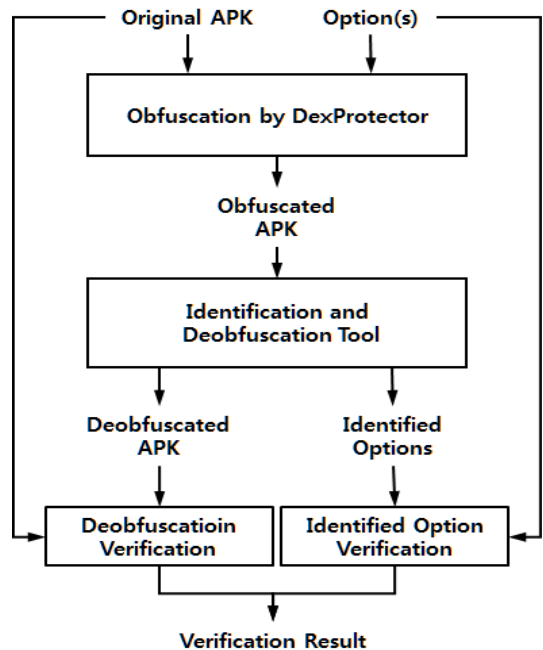 Original APK
Option(s)
Obfuscation by DexProtector
Obfuscated
APK
Identification and
Deobfuscation Tool
Deobfuscated
APK
Identified
Options
Deobfuscatioin
Verification
Identified Option
Verification
Verification Result